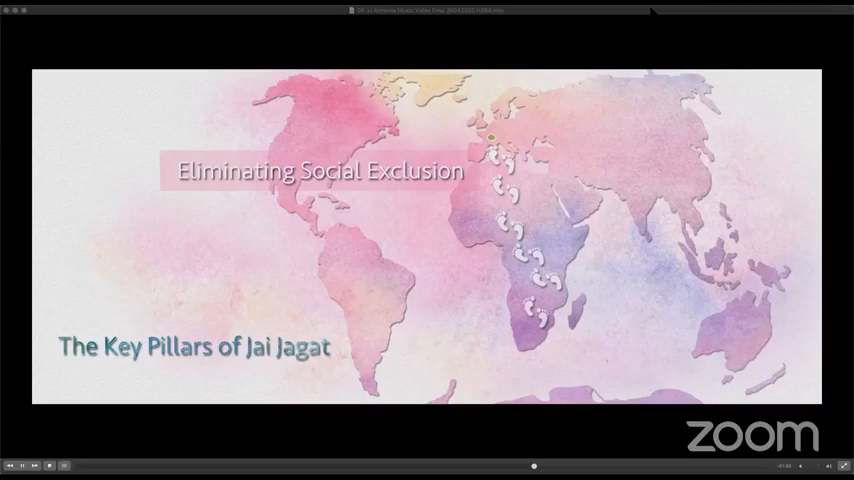 Eliminating Social Exclusion
The Key Pillars of Jai Jagat
zoom